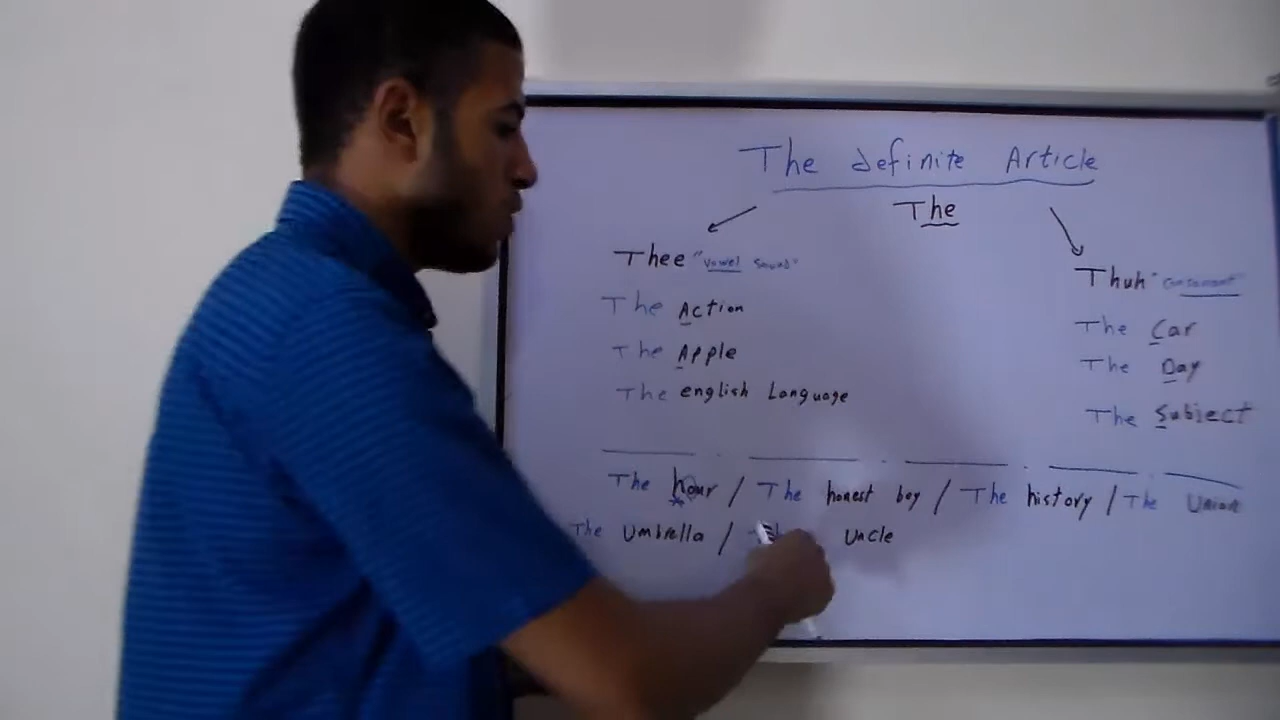 The definite Article
The
Thee "vowel sound"
The Action
The Apple
The english Language
Thuh "consonant"
The Car
The Day
The Subject
The hour / The honest boy / The history / The Union
The umbrella / uncle